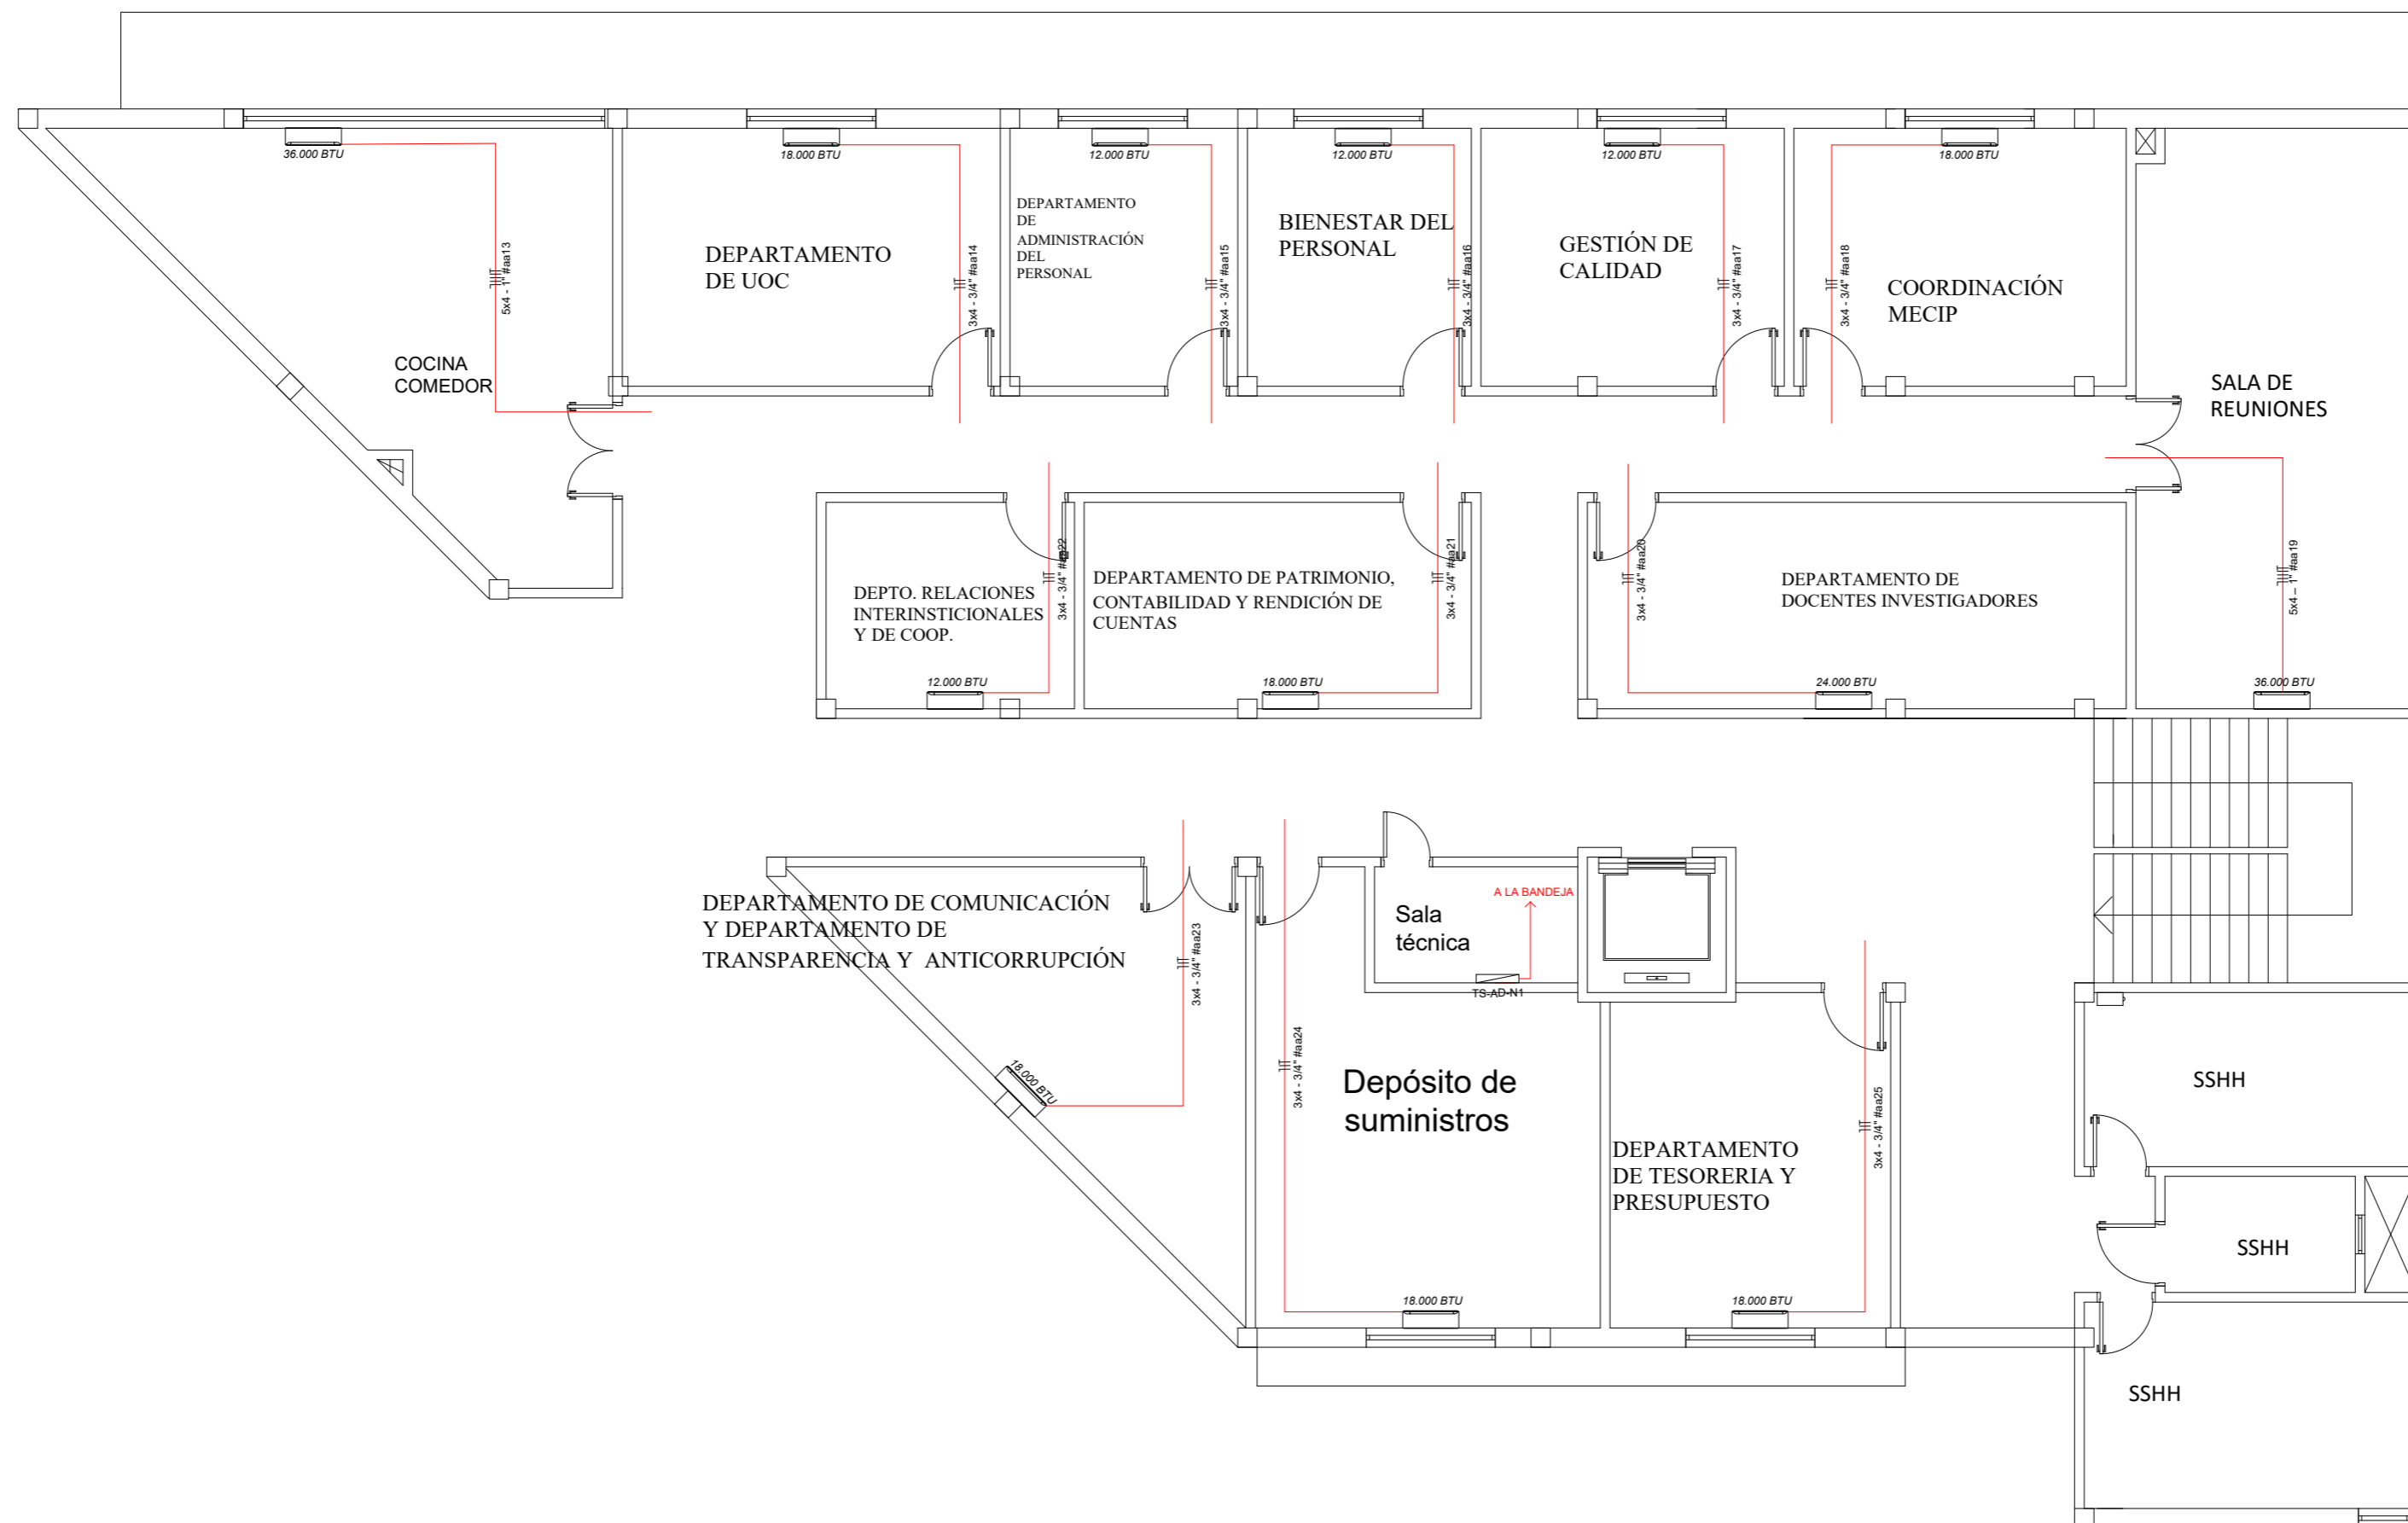 36.000 BTU
18.000 BTU
12.000 BTU
12.000 BTU
12.000 BTU
18.000 BTU
5x4 - 1" #aa13
3x4 - 3/4" #aa14
3x4 - 3/4" #aa15
3x4 - 3/4" #aa16
3x4 - 3/4" #aa17
3x4 - 3/4" #aa18
COCINA
COMEDOR
DEPARTAMENTO
DE UOC
DEPARTAMENTO
DE
ADMINISTRACIÓN
DEL
PERSONAL
BIENESTAR DEL
PERSONAL
GESTIÓN DE
CALIDAD
COORDINACIÓN
MECIP
SALA DE
REUNIONES
DEPTO. RELACIONES
INTERINSTICIONALES
Y DE COOP.
3x4 - 3/4" #aa22
12.000 BTU
DEPARTAMENTO DE PATRIMONIO,
CONTABILIDAD Y RENDICIÓN DE
CUENTAS
3x4 - 3/4" #aa21
18.000 BTU
3x4 - 3/4" #aa20
DEPARTAMENTO DE
DOCENTES INVESTIGADORES
24.000 BTU
5x4 – 1" #aa19
36.000 BTU
DEPARTAMENTO DE COMUNICACIÓN
Y DEPARTAMENTO DE
TRANSPARENCIA Y ANTICORRUPCIÓN
3x4 - 3/4" #aa23
18.000 BTU
Sala
técnica
A LA BANDEJA
TS-AD-N1
3x4 - 3/4" #aa24
Depósito de
suministros
18.000 BTU
DEPARTAMENTO
DE TESORERIA Y
PRESUPUESTO
3x4 - 3/4" #aa25
18.000 BTU
SSHH
SSHH
SSHH